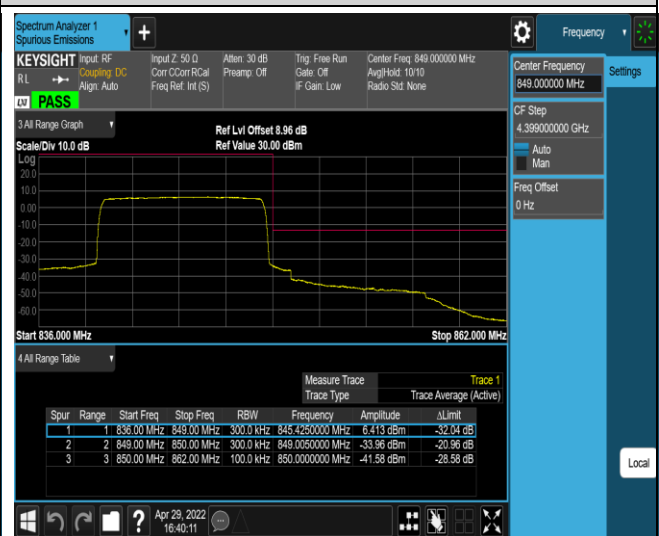 Spectrum Analyzer 1
Spurious Emissions
Frequency
KEYSIGHT Input: RF Input Z: 50 Ω Atten: 30 dB Trig: Free Run Center Freq: 849.000000 MHz
RL Coupling: DC Corr CCorr RCal Preamp: Off Gate: Off Avg|Hold: 10/10
Align: Auto Freq Ref: Int (S) IF Gain: Low Radio Std: None
LXI PASS
Center Frequency
849.000000 MHz
Settings
CF Step
4.399000000 GHz
Auto
Man
Freq Offset
0 Hz
3 All Range Graph
Ref Lvl Offset 8.96 dB
Scale/Div 10.0 dB Ref Value 30.00 dBm
Log
20.0
10.0
0.00
-10.0
-20.0
-30.0
-40.0
-50.0
-60.0
Start 836.000 MHz Stop 862.000 MHz
4 All Range Table
Measure Trace Trace 1
Trace Type Trace Average (Active)
Spur Range Start Freq Stop Freq RBW Frequency Amplitude ΔLimit
1 1 836.00 MHz 849.00 MHz 300.0 kHz 845.4250000 MHz 6.413 dBm -32.04 dB
2 2 849.00 MHz 850.00 MHz 300.0 kHz 849.0050000 MHz -33.96 dBm -20.96 dB
3 3 850.00 MHz 862.00 MHz 100.0 kHz 850.0000000 MHz -41.58 dBm -28.58 dB
Local
Apr 29, 2022
16:40:11